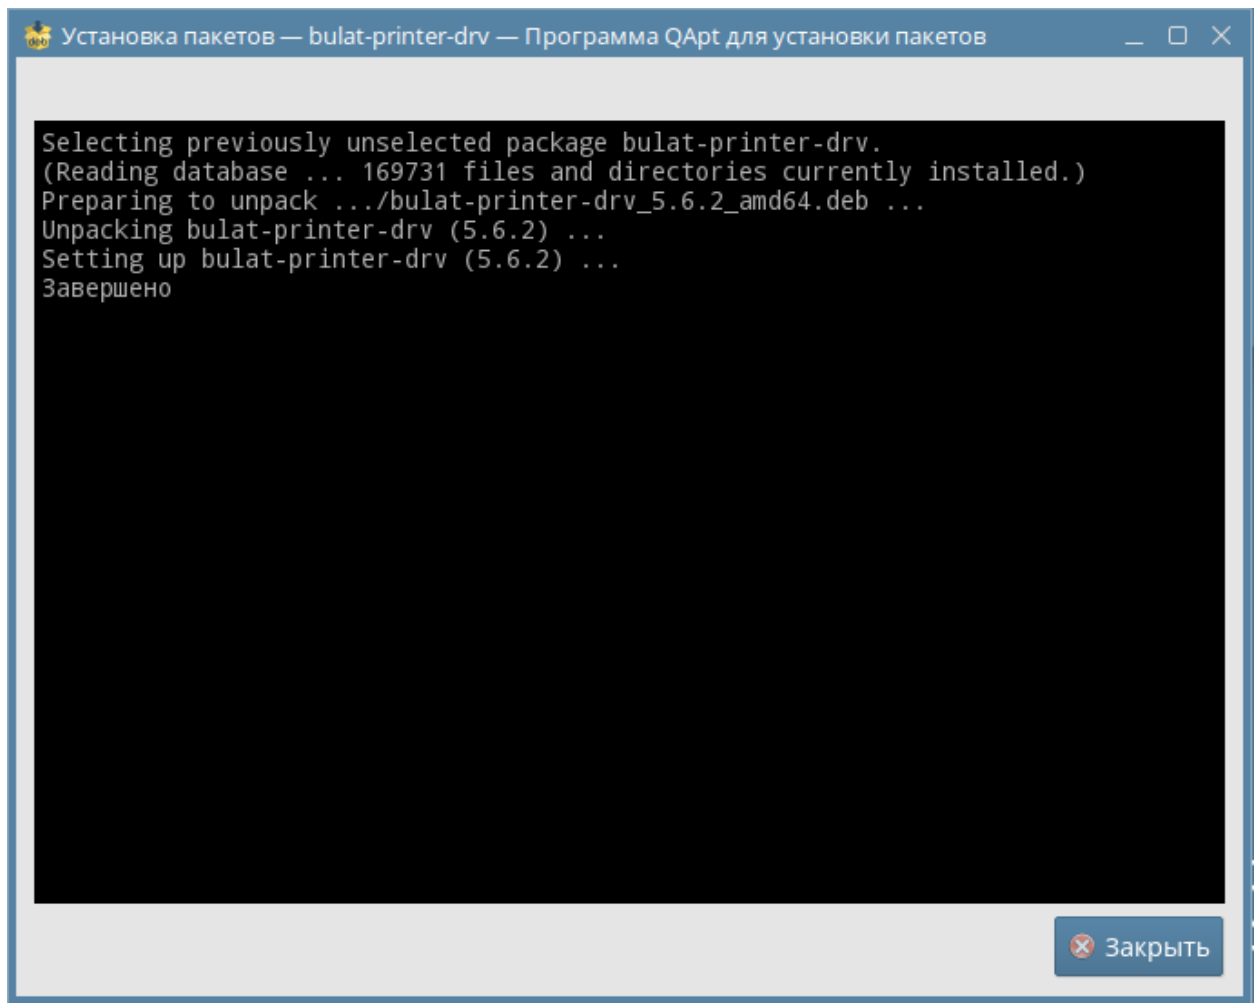 Установка пакетов — bulat-printer-drv — Программа QApt для установки пакетов
Selecting previously unselected package bulat-printer-drv.
(Reading database ... 169731 files and directories currently installed.)
Preparing to unpack .../bulat-printer-drv_5.6.2_amd64.deb ...
Unpacking bulat-printer-drv (5.6.2) ...
Setting up bulat-printer-drv (5.6.2) ...
Завершено
Закрыть